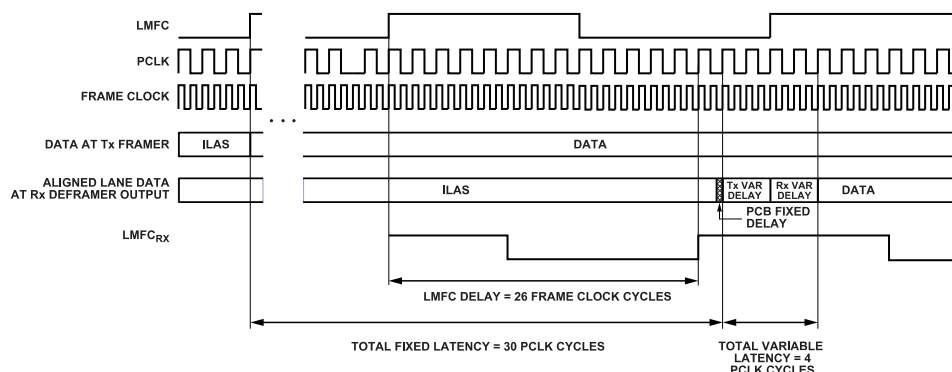 LMFC
PCLK
FRAME CLOCK
. . .
DATA AT Tx FRAMER
ILAS
DATA
ALIGNED LANE DATA
AT Rx DEFRAMER OUTPUT
ILAS
Tx VAR
DELAY
Rx VAR
DELAY
DATA
PCB FIXED
DELAY
LMFCRX
LMFC DELAY = 26 FRAME CLOCK CYCLES
TOTAL FIXED LATENCY = 30 PCLK CYCLES
TOTAL VARIABLE
LATENCY = 4
PCLK CYCLES